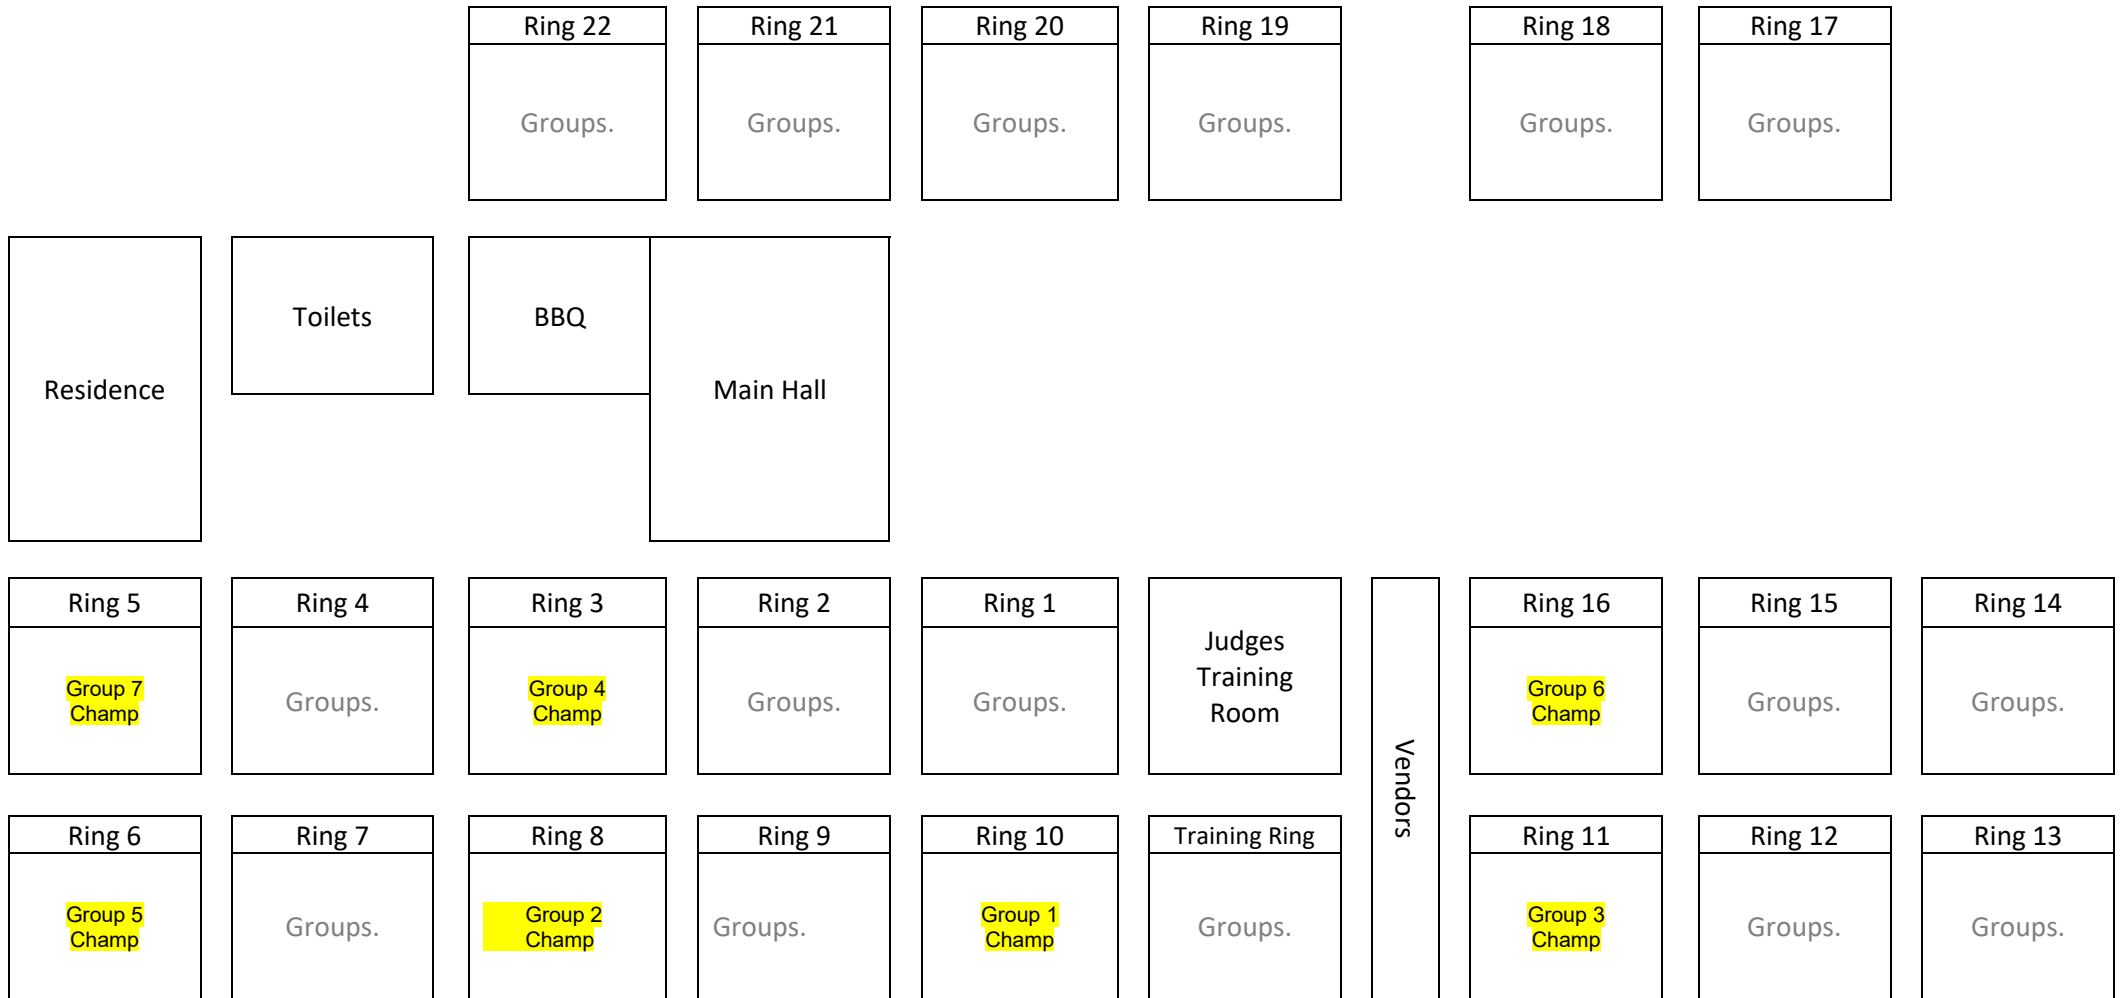 Ring 22
Ring 21
Ring 20
Ring 19
Ring 18
Ring 17
Groups.
Groups.
Groups.
Groups.
Groups.
Groups.
Residence
Toilets
BBQ
Main Hall
Ring 5
Ring 4
Ring 3
Ring 2
Ring 1
Judges
Training
Room
Vendors
Ring 16
Ring 15
Ring 14
Group 7
Champ
Groups.
Group 4
Champ
Groups.
Groups.
Group 6
Champ
Groups.
Groups.
Ring 6
Ring 7
Ring 8
Ring 9
Ring 10
Training Ring
Ring 11
Ring 12
Ring 13
Group 5
Champ
Groups.
Group 2
Champ
Groups.
Group 1
Champ
Groups.
Group 3
Champ
Groups.
Groups.